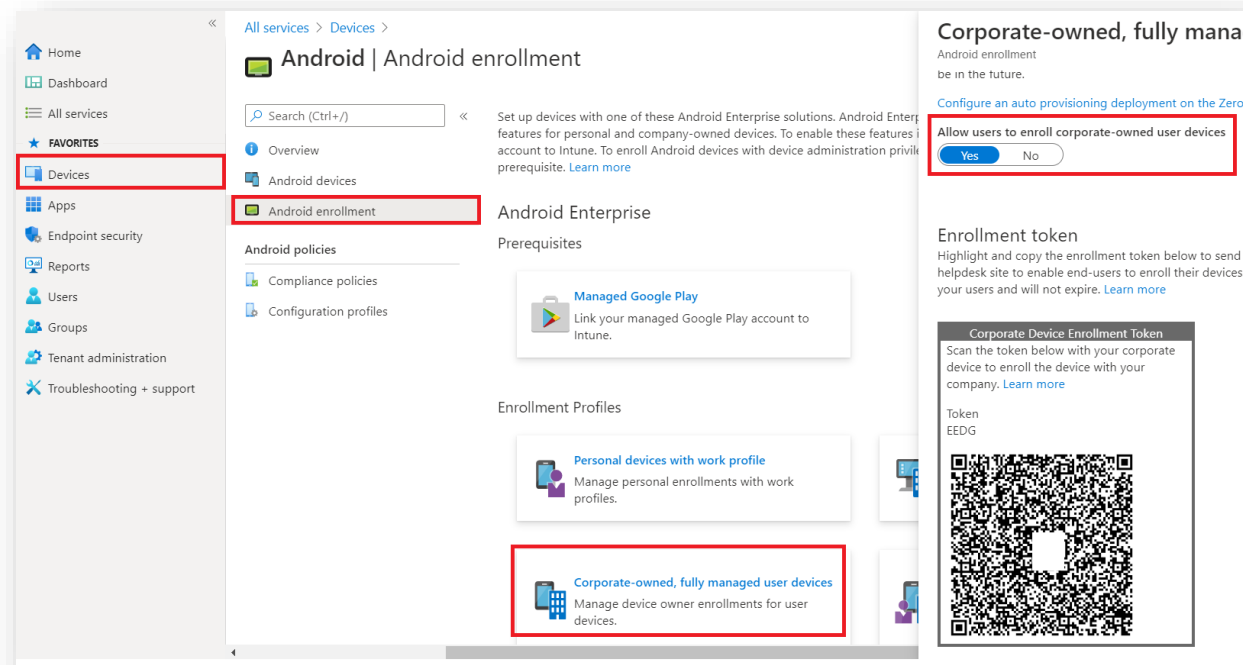 «
Home
Dashboard
All services
FAVORITES
Devices
Apps
Endpoint security
Reports
Users
Groups
Tenant administration
Troubleshooting + support
All services > Devices >
Android | Android enrollment
Search (Ctrl+/)
«
Overview
Android devices
Android enrollment
Android policies
Compliance policies
Configuration profiles
Set up devices with one of these Android Enterprise solutions. Android Enterp
features for personal and company-owned devices. To enable these features i
account to Intune. To enroll Android devices with device administration privile
prerequisite. Learn more
Android Enterprise
Prerequisites
Managed Google Play
Link your managed Google Play account to
Intune.
Enrollment Profiles
Personal devices with work profile
Manage personal enrollments with work
profiles.
Corporate-owned, fully managed user devices
Manage device owner enrollments for user
devices.
Corporate-owned, fully mana
Android enrollment
be in the future.
Configure an auto provisioning deployment on the Zero
Allow users to enroll corporate-owned user devices
Yes No
Enrollment token
Highlight and copy the enrollment token below to send
helpdesk site to enable end-users to enroll their devices
your users and will not expire. Learn more
Corporate Device Enrollment Token
Scan the token below with your corporate
device to enroll the device with your
company. Learn more
Token
EEDG